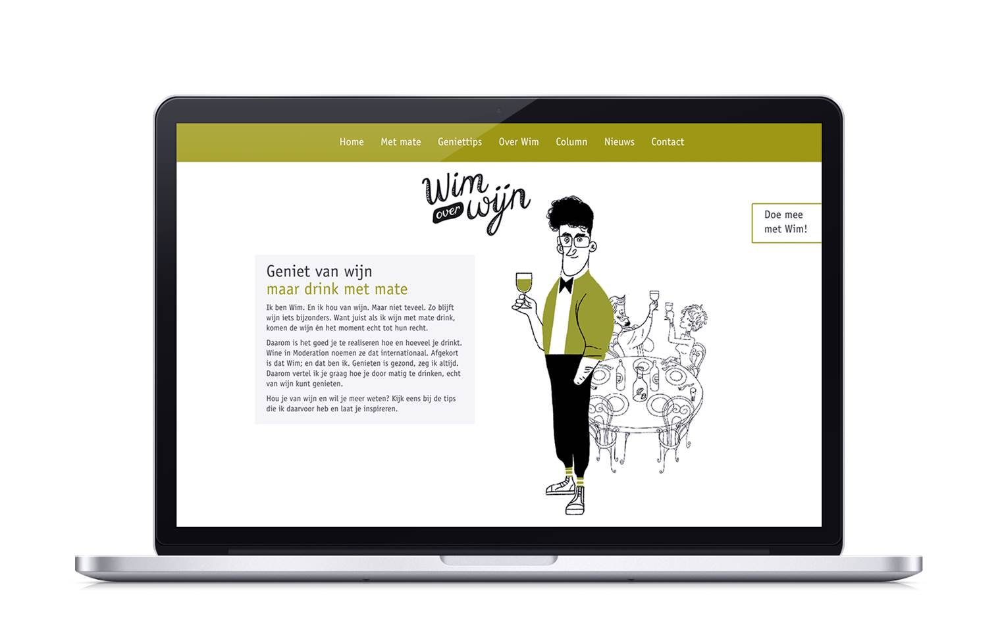 Home Met mate Geniettips Over Wim Column Nieuws Contact
Wim
over wijn
Doe mee
met Wim!
Geniet van wijn
maar drink met mate
Ik ben Wim. En ik hou van wijn. Maar niet teveel. Zo blijft
wijn iets bijzonders. Want juist als ik wijn met mate drink,
komen de wijn én het moment echt tot hun recht.
Daarom is het goed je te realiseren hoe en hoeveel je drinkt.
Wine in Moderation noemen ze dat internationaal. Afgekort
is dat Wim; en dat ben ik. Genieten is gezond, zeg ik altijd.
Daarom vertel ik je graag hoe je door matig te drinken, echt
van wijn kunt genieten.
Hou je van wijn en wil je meer weten? Kijk eens bij de tips
die ik daarvoor heb en laat je inspireren.